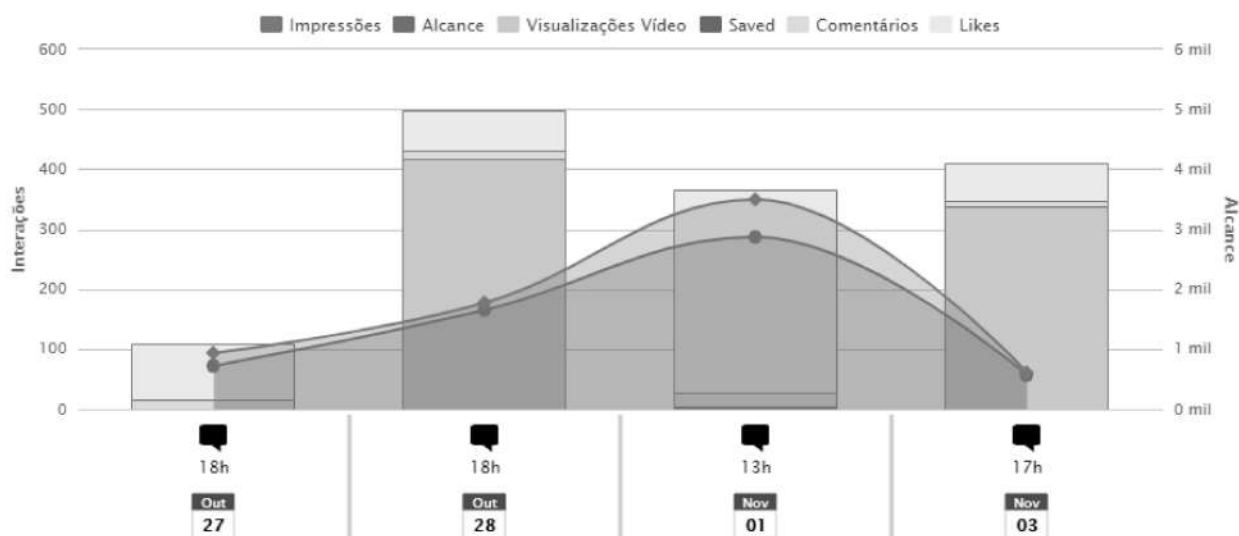 Impressões Alcance Visualizações Vídeo Saved Comentários Likes
600 6 mil
500 5 mil
400 4 mil
300 3 mil
200 2 mil
100 1 mil
0 0 mil
Interações
Alcance
18h 18h 13h 17h
Out Out Nov Nov
27 28 01 03